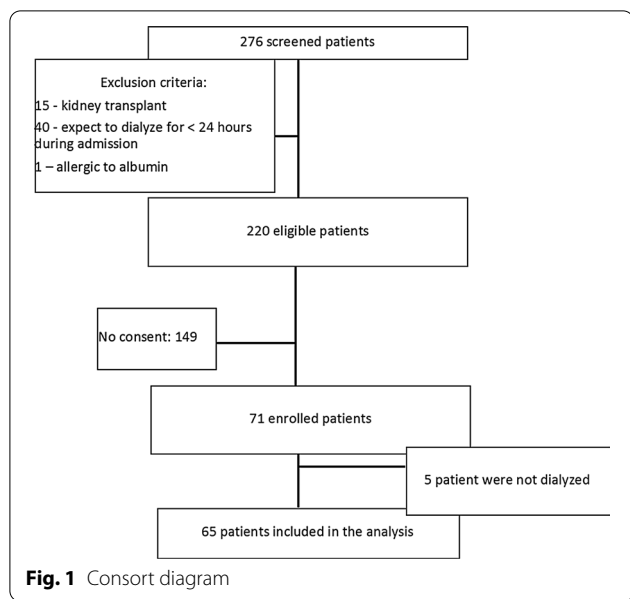 276 screened patients
Exclusion criteria:
15 - kidney transplant
40 - expect to dialyze for < 24 hours
during admission
1 – allergic to albumin
220 eligible patients
No consent: 149
71 enrolled patients
5 patient were not dialyzed
65 patients included in the analysis
Fig. 1 Consort diagram